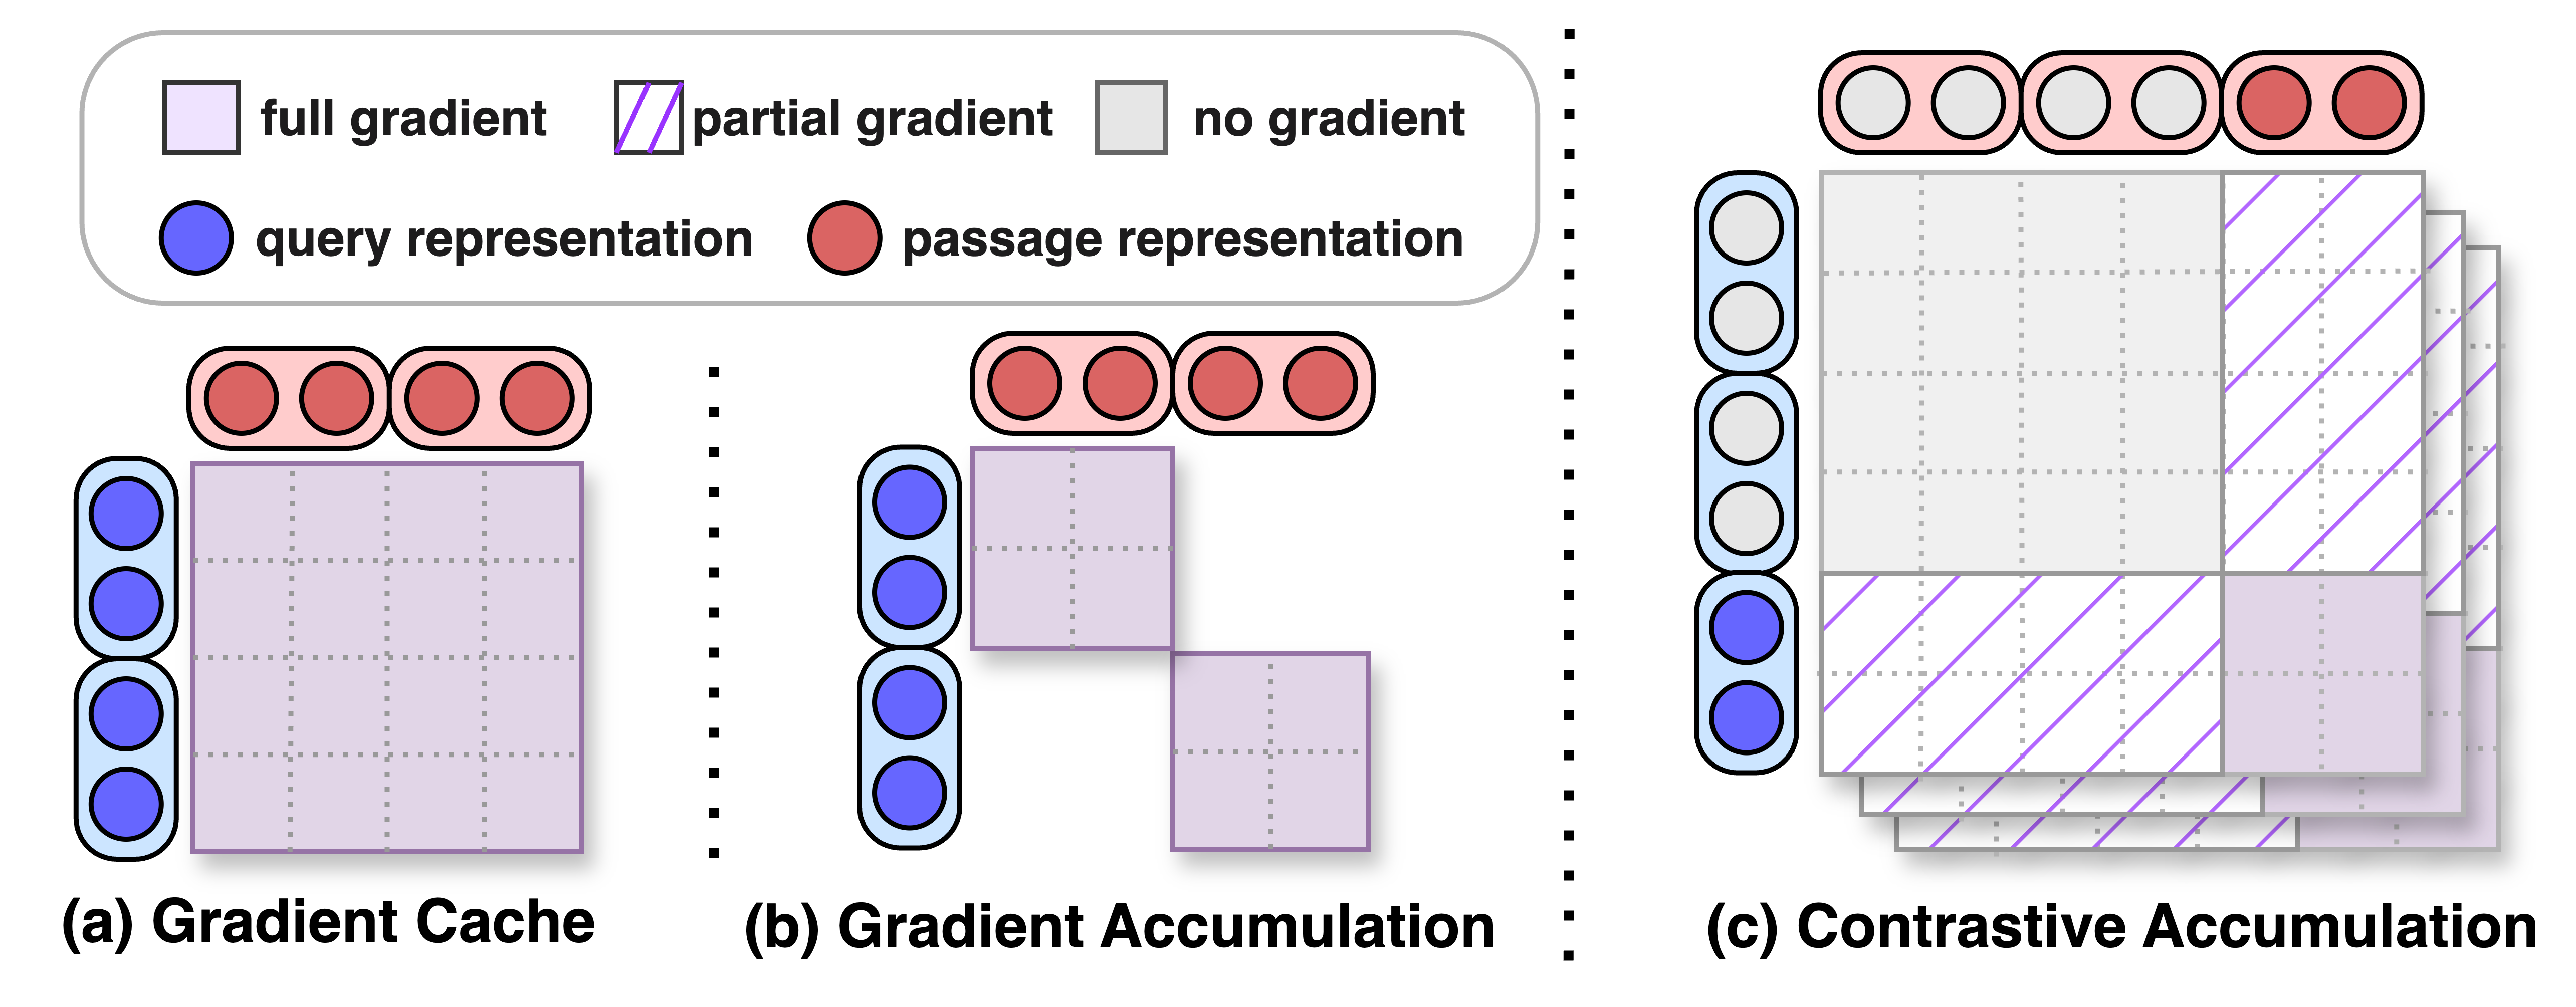 full gradient partial gradient no gradient
query representation passage representation
(a) Gradient Cache
(b) Gradient Accumulation
(c) Contrastive Accumulation